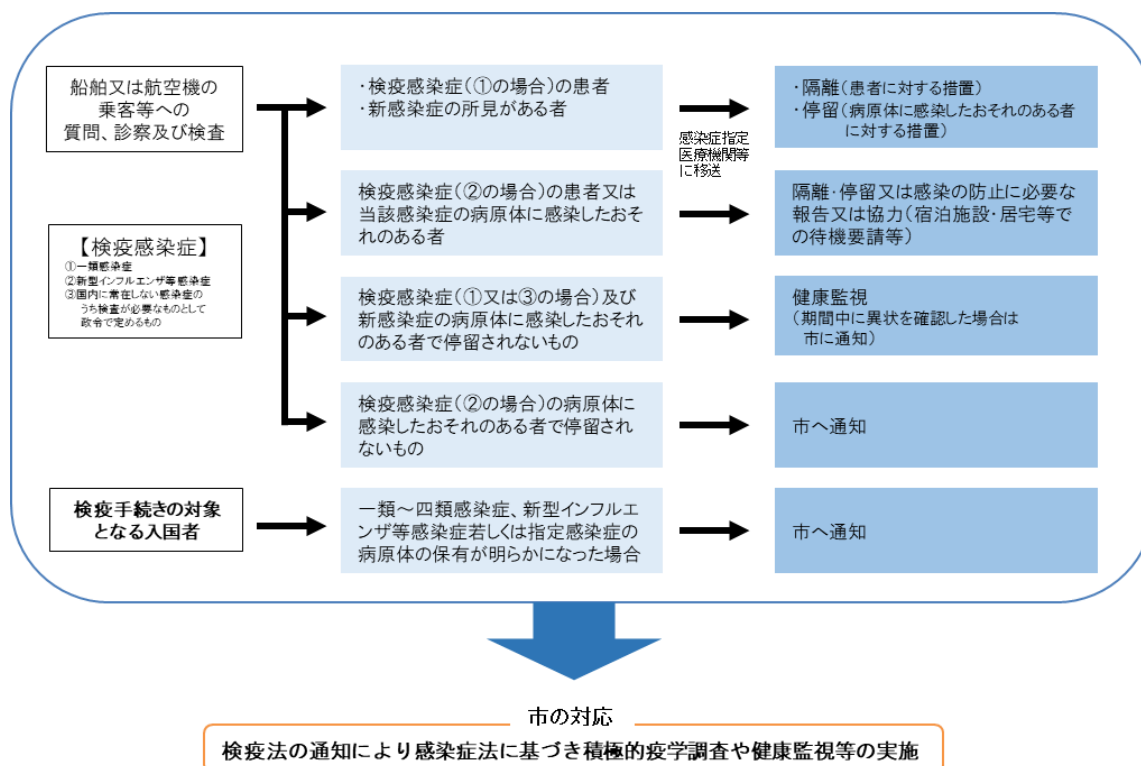 船舶又は航空機の
乗客等への
質問、診察及び検査
・検疫感染症(①の場合)の患者
・新感染症の所見がある者
感染症指定
医療機関等
に移送
・隔離(患者に対する措置)
・停留(病原体に感染したおそれのある者
に対する措置)
検疫感染症(②の場合)の患者又は
当該感染症の病原体に感染したおそ
れのある者
隔離・停留又は感染の防止に必要な
報告又は協力(宿泊施設・居宅等で
の待機要請等)
【検疫感染症】
①一類感染症
②新型インフルエンザ等感染症
③国内に常在しない感染症の
うち検査が必要なものとして
政令で定めるもの
検疫感染症(①又は③の場合)及び
新感染症の病原体に感染したおそれ
のある者で停留されないもの
健康監視
(期間中に異状を確認した場合は
市に通知)
検疫感染症(②の場合)の病原体に
感染したおそれのある者で停留され
ないもの
市へ通知
検疫手続きの対象
となる入国者
一類~四類感染症、新型インフルエ
ンザ等感染症若しくは指定感染症の
病原体の保有が明らかになった場合
市へ通知
市の対応
検疫法の通知により感染症法に基づき積極的疫学調査や健康監視等の実施